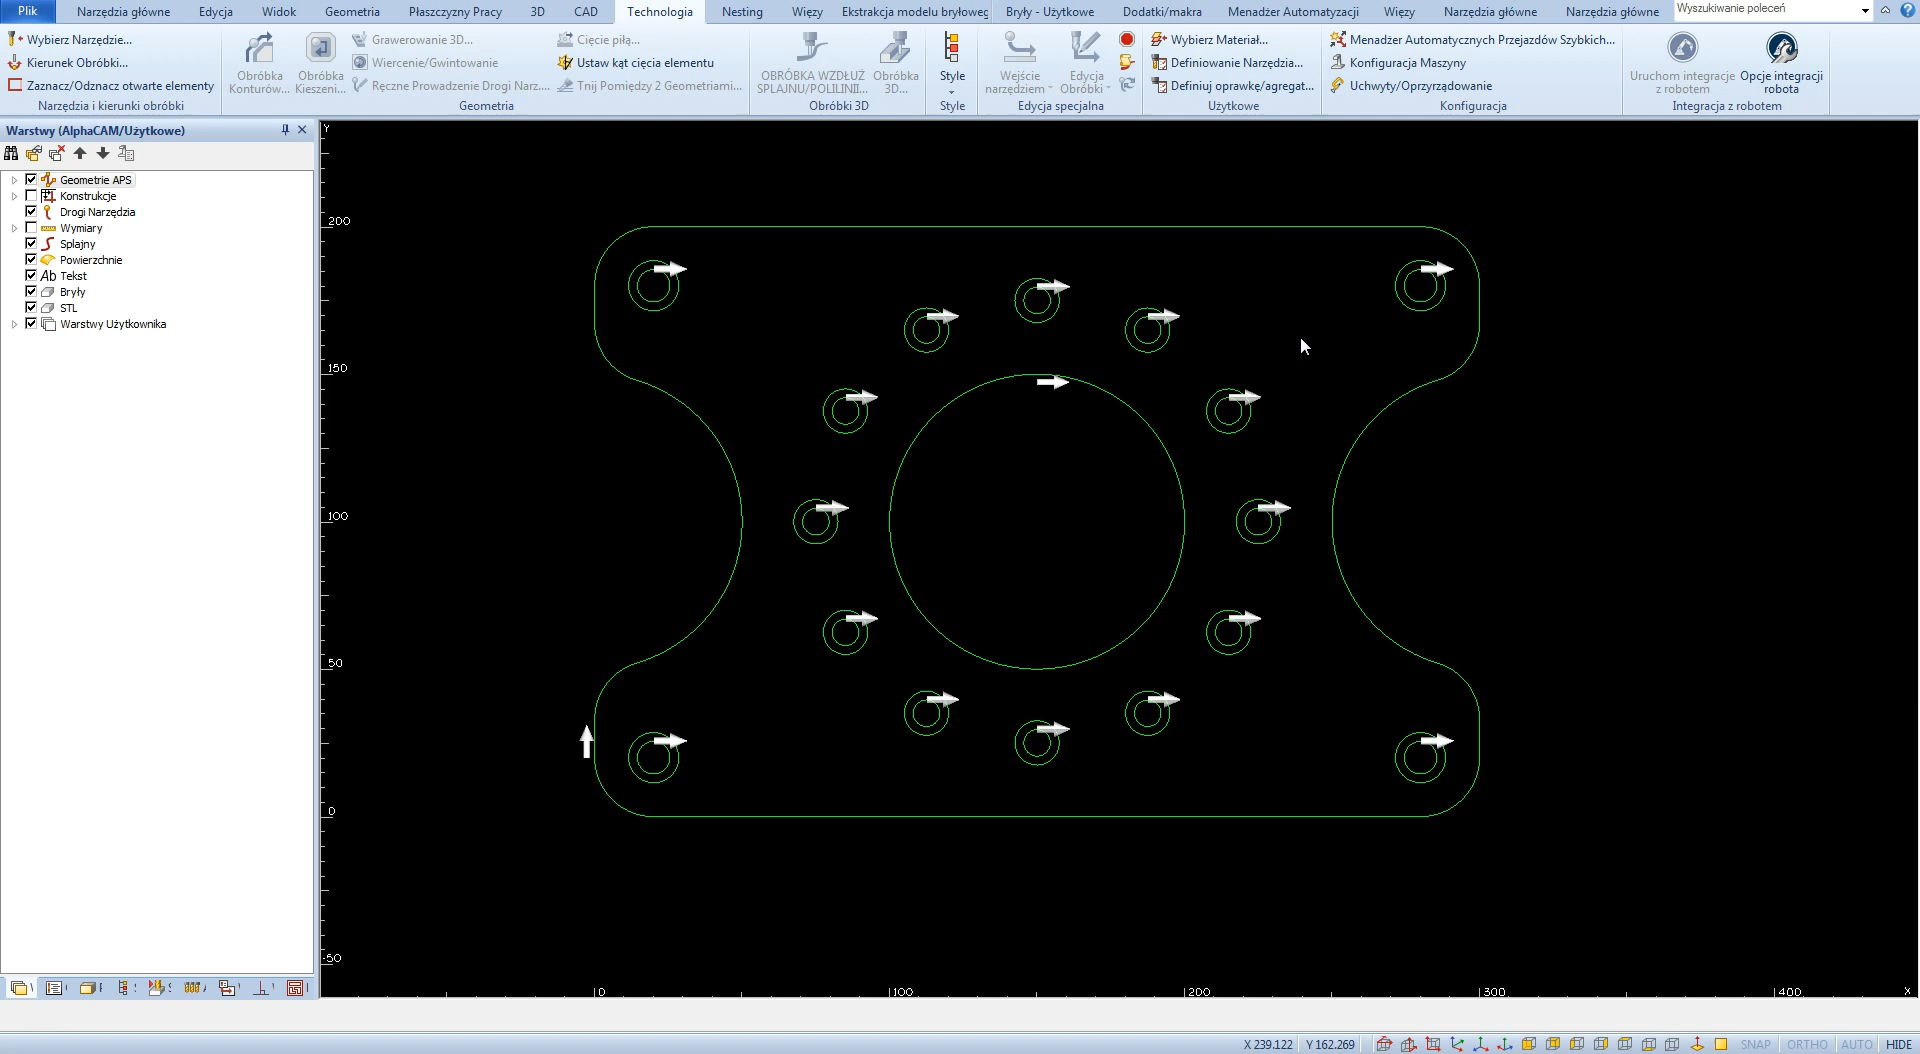 Plik Narzędzia główne Edycja Widok Geometria Płaszczyzny Pracy 3D CAD Technologia Nesting Więzy Ekstrakcja modelu bryłoweg Bryły - Użytkowe Dodatki/makra Menadżer Automatyzacji Więzy Narzędzia główne Narzędzia główne Wyszukiwanie poleceń
Wybierz Narzędzie...
Kierunek Obróbki...
Zaznacz/Odznacz otwarte elementy
Narzędzia i kierunki obróbki
Obróbka Konturów...
Obróbka Kieszeni...
Grawerowanie 3D...
Wiercenie/Gwintowanie
Ręczne Prowadzenie Drogi Narz....
Cięcie piłą...
Ustaw kąt cięcia elementu
Tnij Pomiędzy 2 Geometriami...
Geometria
OBRÓBKA WZDŁUŻ
SPLAJNU/POLILINII...
Obróbka
3D...
Obróbki 3D
Style
Style
Wejście
narzędziem
Edycja
Obróbki
Edycja specjalna
Wybierz Materiał...
Definiowanie Narzędzia...
Definiuj oprawkę/agregat...
Użytkowe
Menadżer Automatycznych Przejazdów Szybkich...
Konfiguracja Maszyny
Uchwyty/Oprzyrządowanie
Konfiguracja
Uruchom integracje
z robotem
Opcje integracji
robota
Integracja z robotem
Warstwy (AlphaCAM/Użytkowe)
Geometrie APS
Konstrukcje
Drogi Narzędzia
Wymiary
Splajny
Powierzchnie
Ab Tekst
Bryły
STL
Warstwy Użytkownika
Y
200
150
100
50
0
-50
0 100 200 300 400 X
X 239.122 Y 162.269 SNAP ORTHO AUTO HIDE